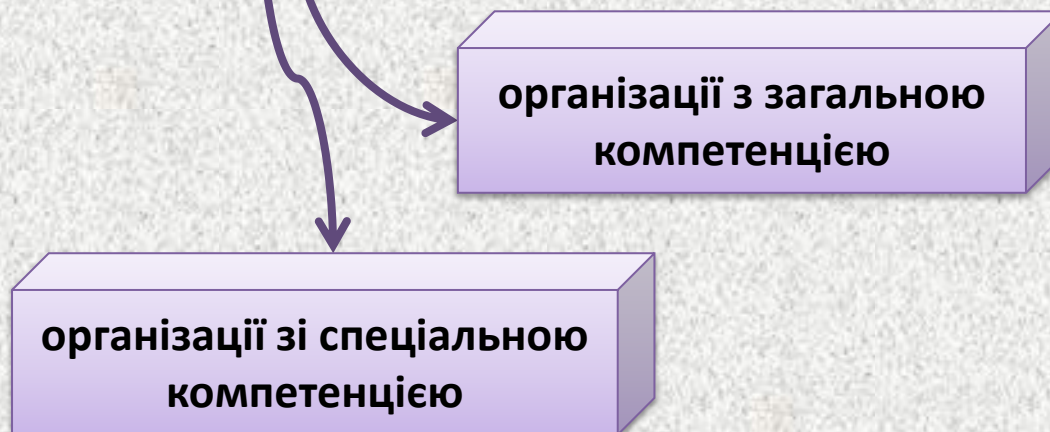 організації з загальною
компетенцією
організації зі спеціальною
компетенцією